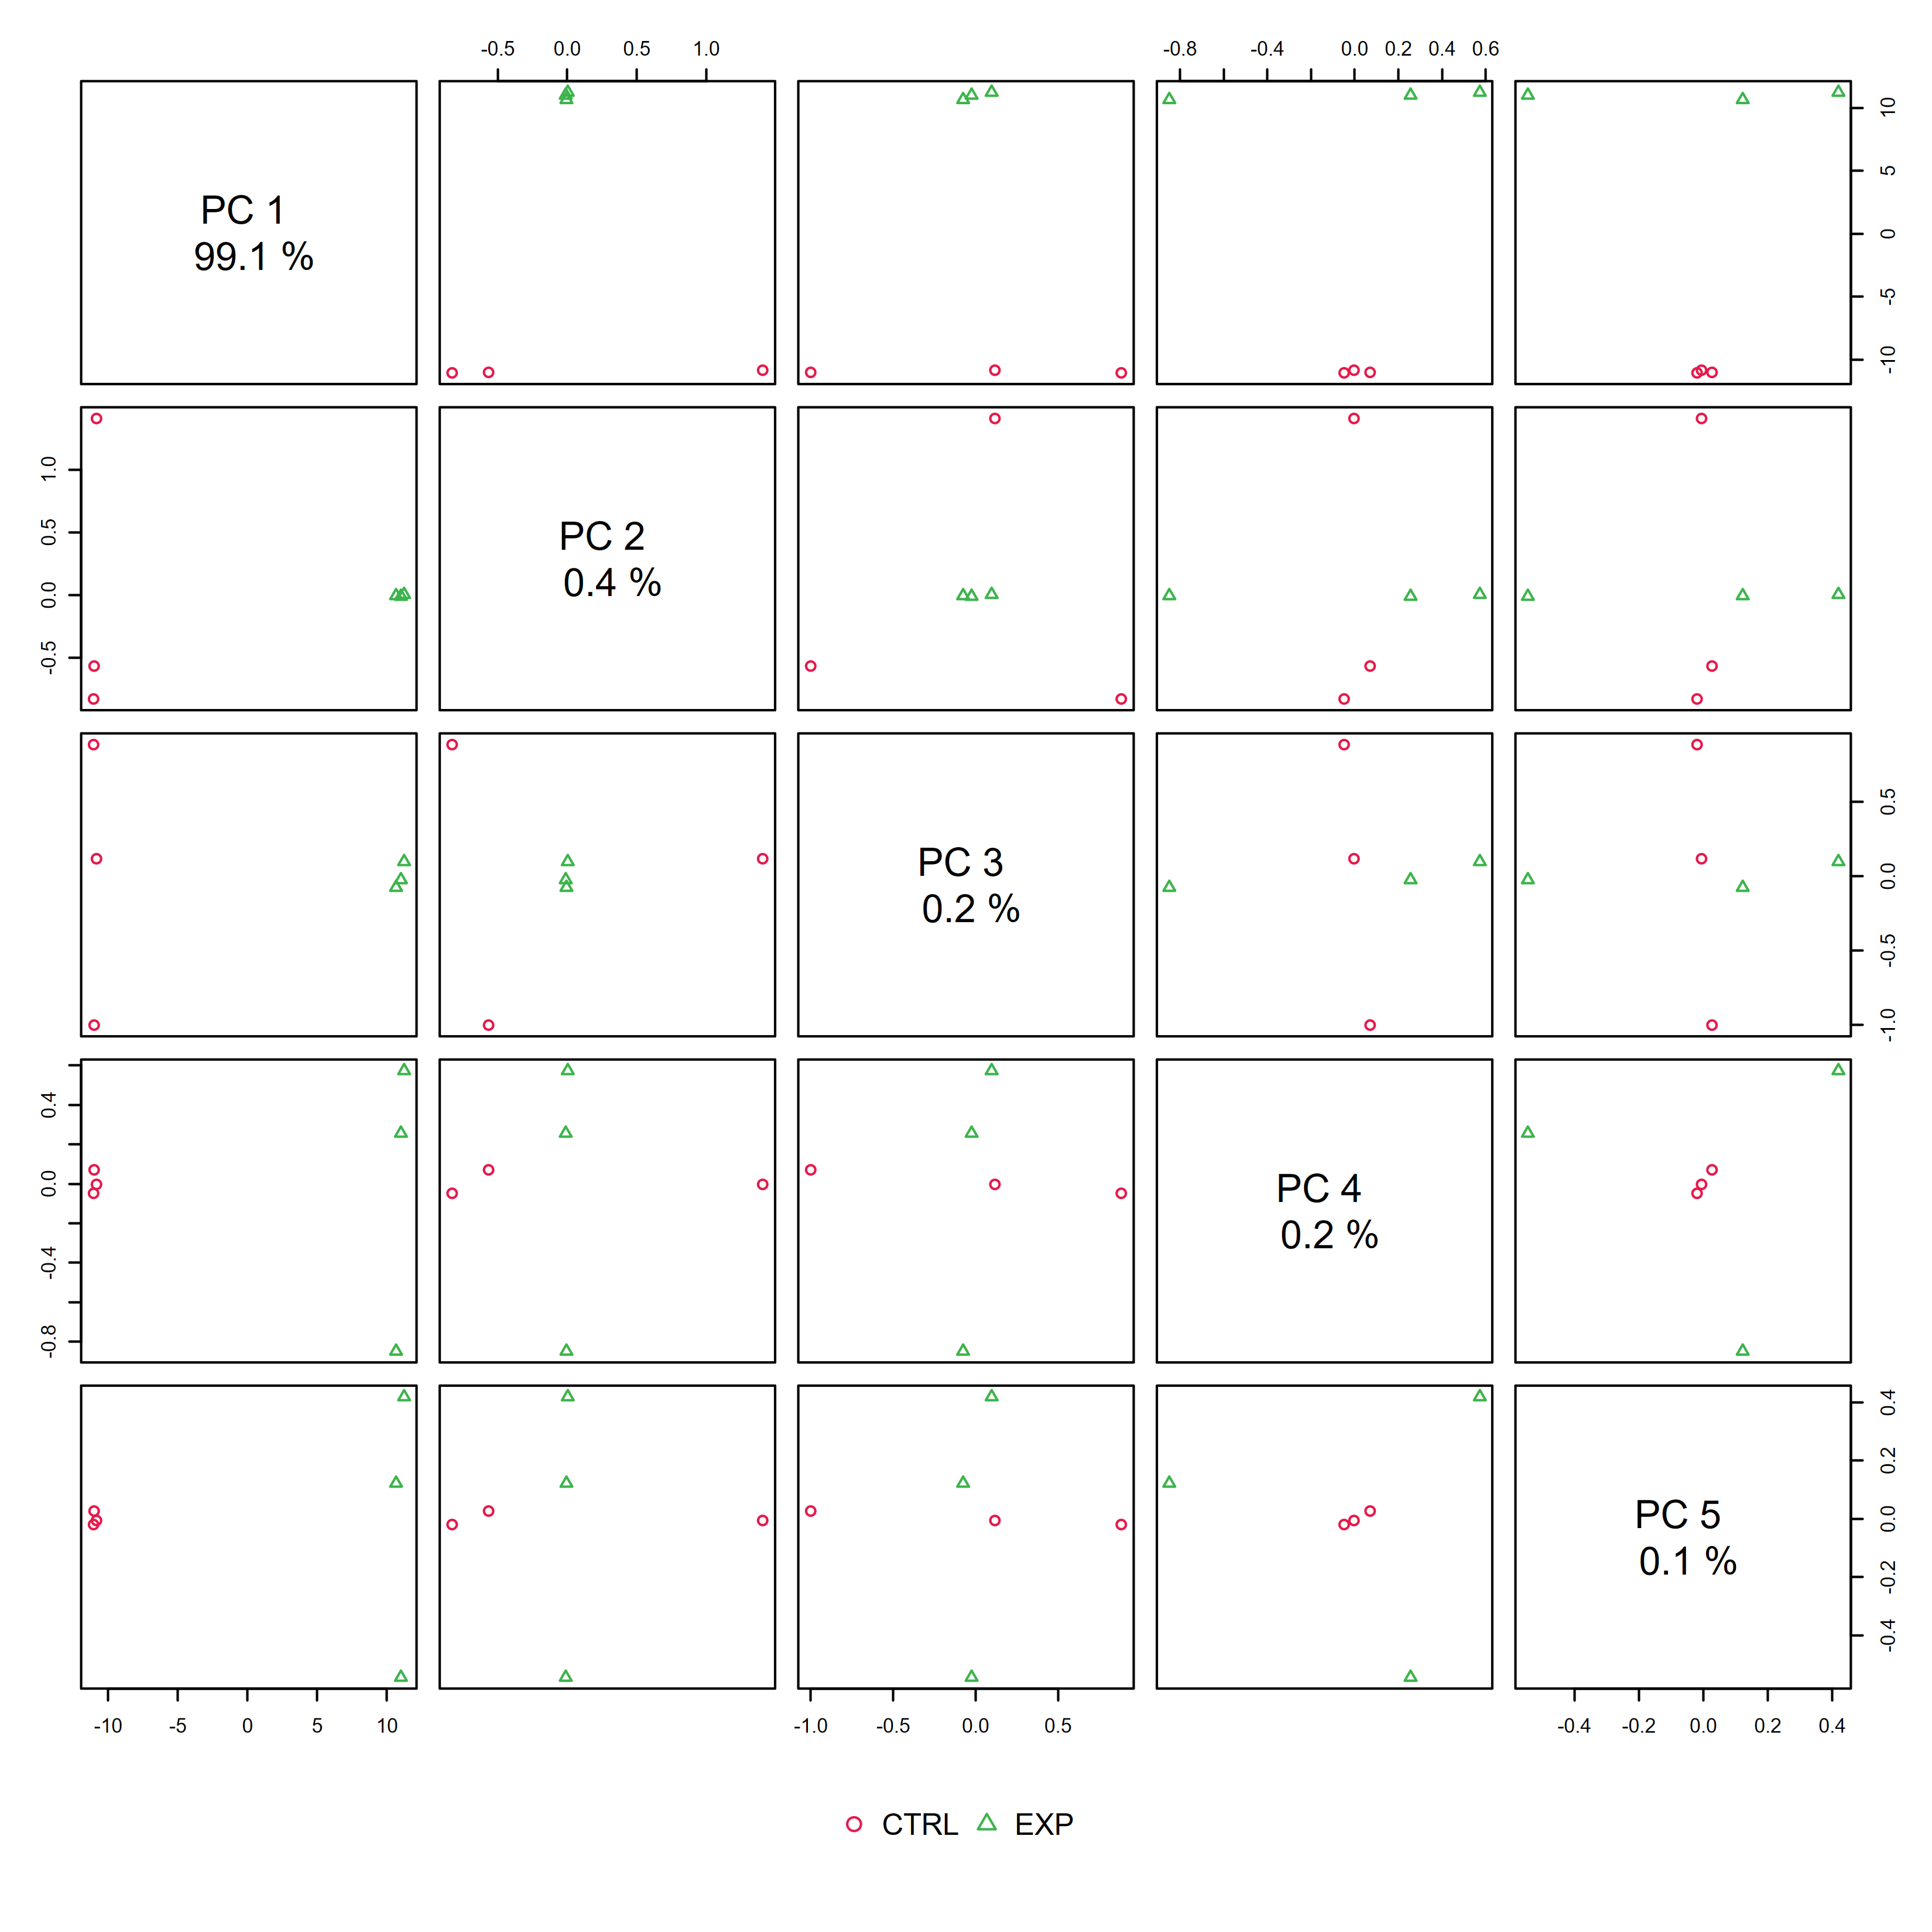 -0.5 0.0 0.5 1.0 -0.8 -0.4 0.0 0.2 0.4 0.6
PC 1
99.1 %
-10 -5 0 5 10
PC 2
0.4 %
-0.5 0.0 0.5 1.0
PC 3
0.2 %
-1.0 -0.5 0.0 0.5
PC 4
0.2 %
-0.8 -0.4 0.0 0.4
PC 5
0.1 %
-0.4 -0.2 0.0 0.2 0.4
-10 -5 0 5 10 -1.0 -0.5 0.0 0.5 -0.4 -0.2 0.0 0.2 0.4
CTRL EXP